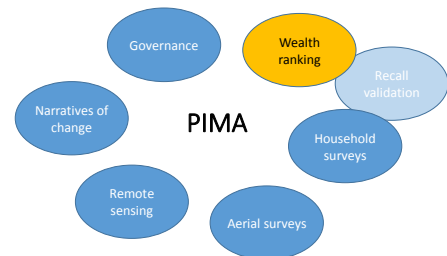 Governance
Wealth
ranking
Recall
validation
Narratives of
change
PIMA
Household
surveys
Remote
sensing
Aerial surveys